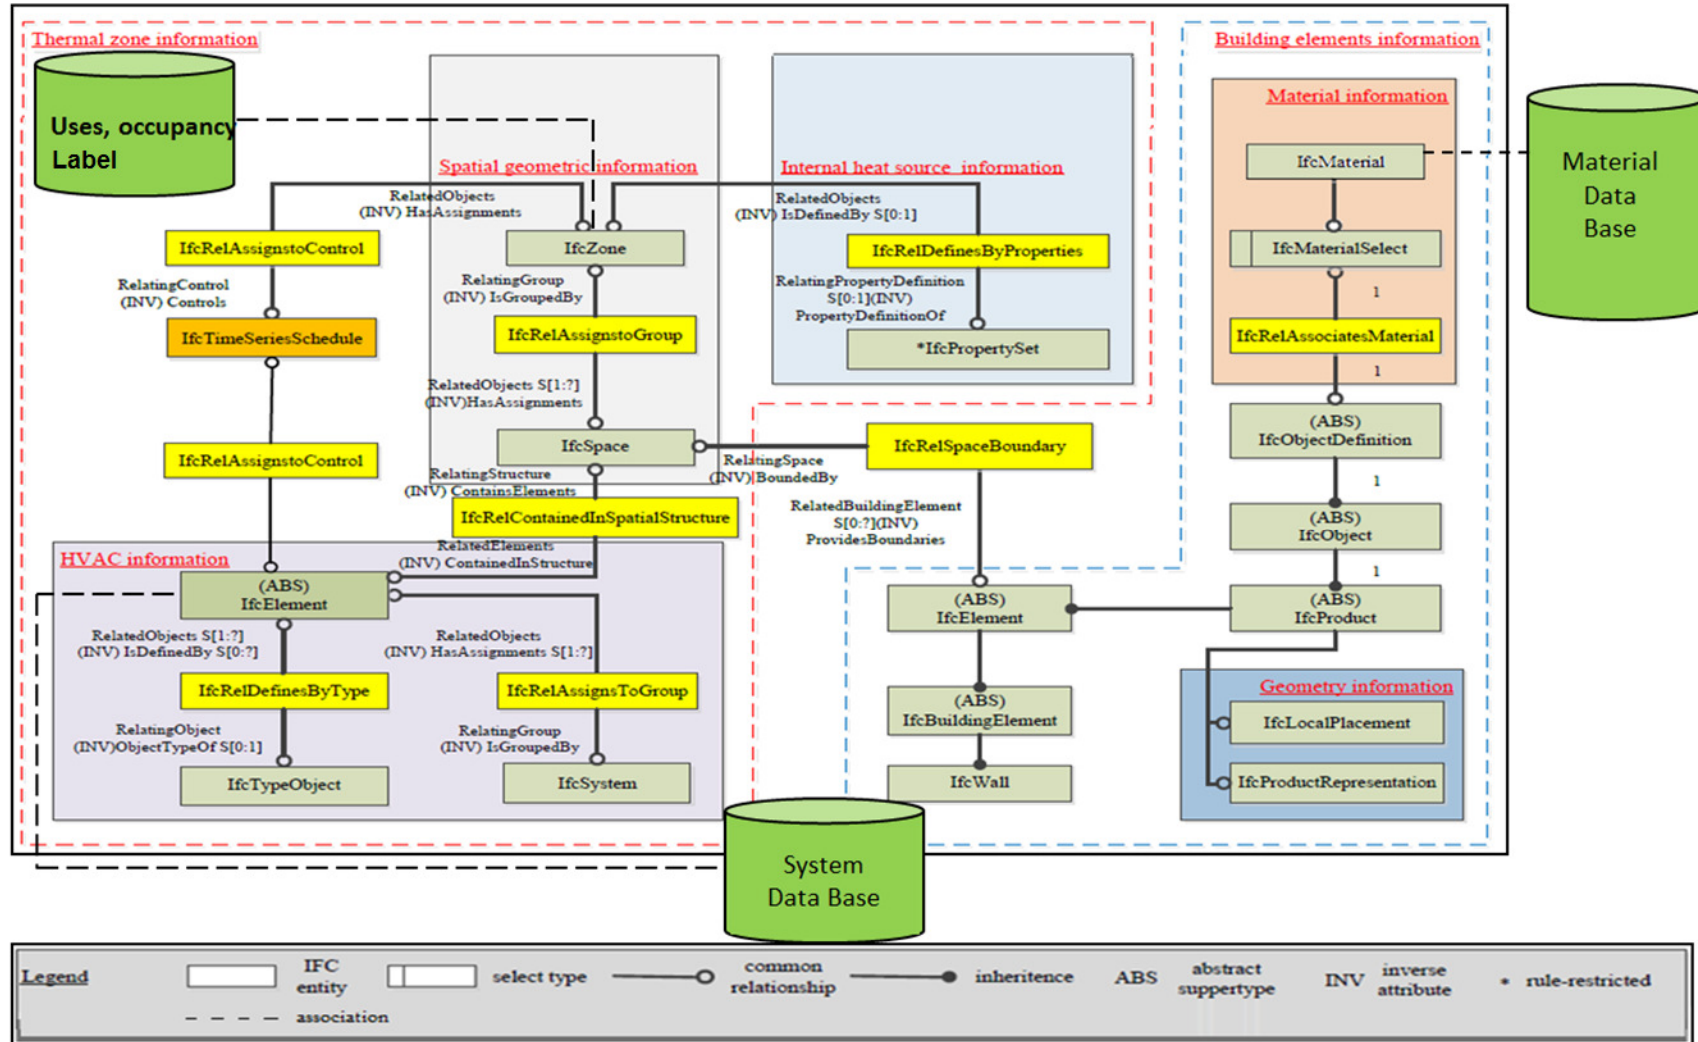 Thermal zone information
Building elements information
Uses, occupancy
Label
Material information
IfcMaterial
Material
Data
Base
Spatial geometric information
Internal heat source information
RelatedObjects
(INV) HasAssignments
RelatedObjects
(INV) IsDefinedBy S[0:1]
IfcRelAssignstoControl
IfcZone
IfcRelDefinesByProperties
IfcMaterialSelect
RelatingControl
(INV) Controls
RelatingGroup
(INV) IsGroupedBy
RelatingPropertyDefinition
S[0:1](INV)
PropertyDefinitionOf
1
IfcTimeSeriesSchedule
IfcRelAssignstoGroup
*IfcPropertySet
IfcRelAssociatesMaterial
1
RelatedObjects S[1:?]
(INV)HasAssignments
IfcSpace
IfcRelSpaceBoundary
(ABS)
IfcObjectDefinition
IfcRelAssignstoControl
RelatingStructure
(INV) ContainsElements
RelatingSpace
(INV) BoundedBy
1
IfcRelContainedInSpatialStructure
RelatedBuildingElement
S[0:?](INV)
ProvidesBoundaries
(ABS)
IfcObject
HVAC information
RelatedElements
(INV) ContainedInStructure
1
(ABS)
IfcElement
(ABS)
IfcElement
(ABS)
IfcProduct
RelatedObjects S[1:?]
(INV) IsDefinedBy S[0:?]
RelatedObjects
(INV) HasAssignments S[1:?]
IfcRelDefinesByType
IfcRelAssignsToGroup
(ABS)
IfcBuildingElement
Geometry information
IfcLocalPlacement
RelatingObject
(INV)ObjectTypeOf S[0:1]
RelatingGroup
(INV) IsGroupedBy
IfcTypeObject
IfcSystem
IfcWall
IfcProductRepresentation
System
Data Base
Legend
IFC
entity
select type
common
relationship
inheritence
ABS
abstract
suppertype
INV
inverse
attribute
* rule-restricted
association